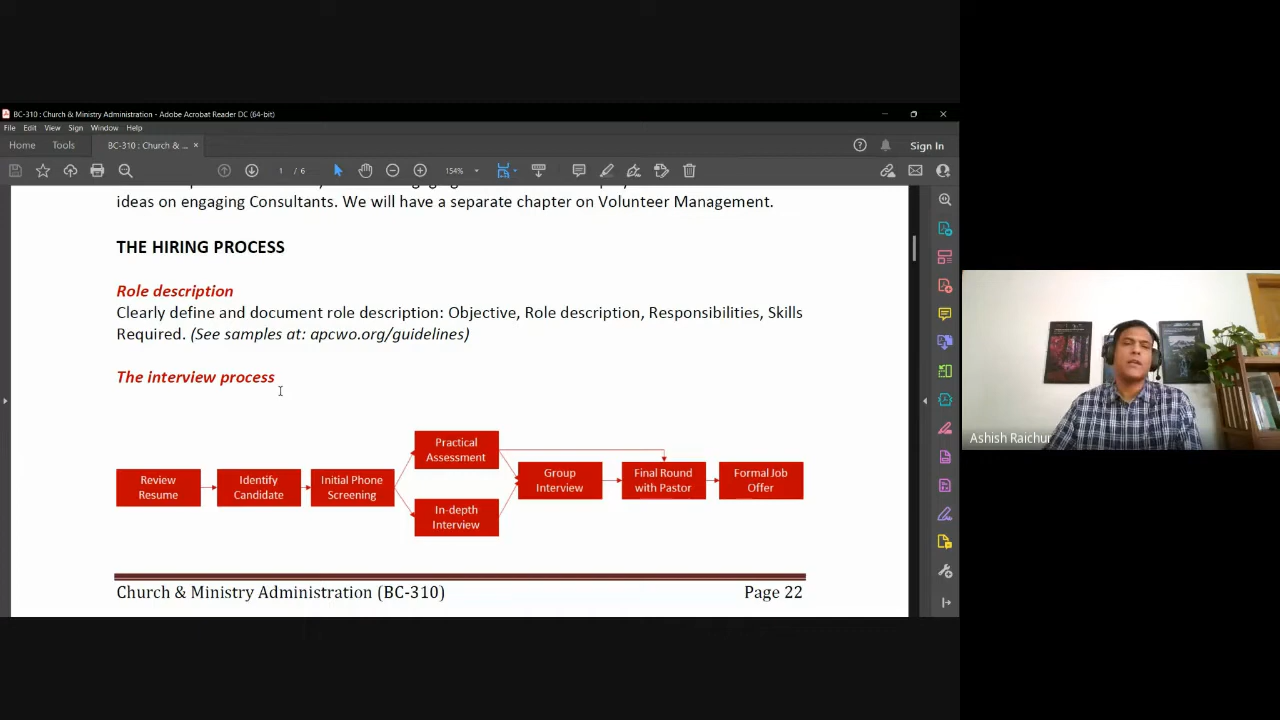 BC-310 : Church & Ministry Administration - Adobe Acrobat Reader DC (64-bit)
File Edit View Sign Window Help
Home Tools BC-310 : Church & ... × Sign In
1 / 6 154%
ideas on engaging Consultants. We will have a separate chapter on Volunteer Management.
THE HIRING PROCESS
Role description
Clearly define and document role description: Objective, Role description, Responsibilities, Skills
Required. (See samples at: apcwo.org/guidelines)
The interview process
Review
Resume
Identify
Candidate
Initial Phone
Screening
Practical
Assessment
In-depth
Interview
Group
Interview
Final Round
with Pastor
Formal Job
Offer
Church & Ministry Administration (BC-310) Page 22
Ashish Raichur